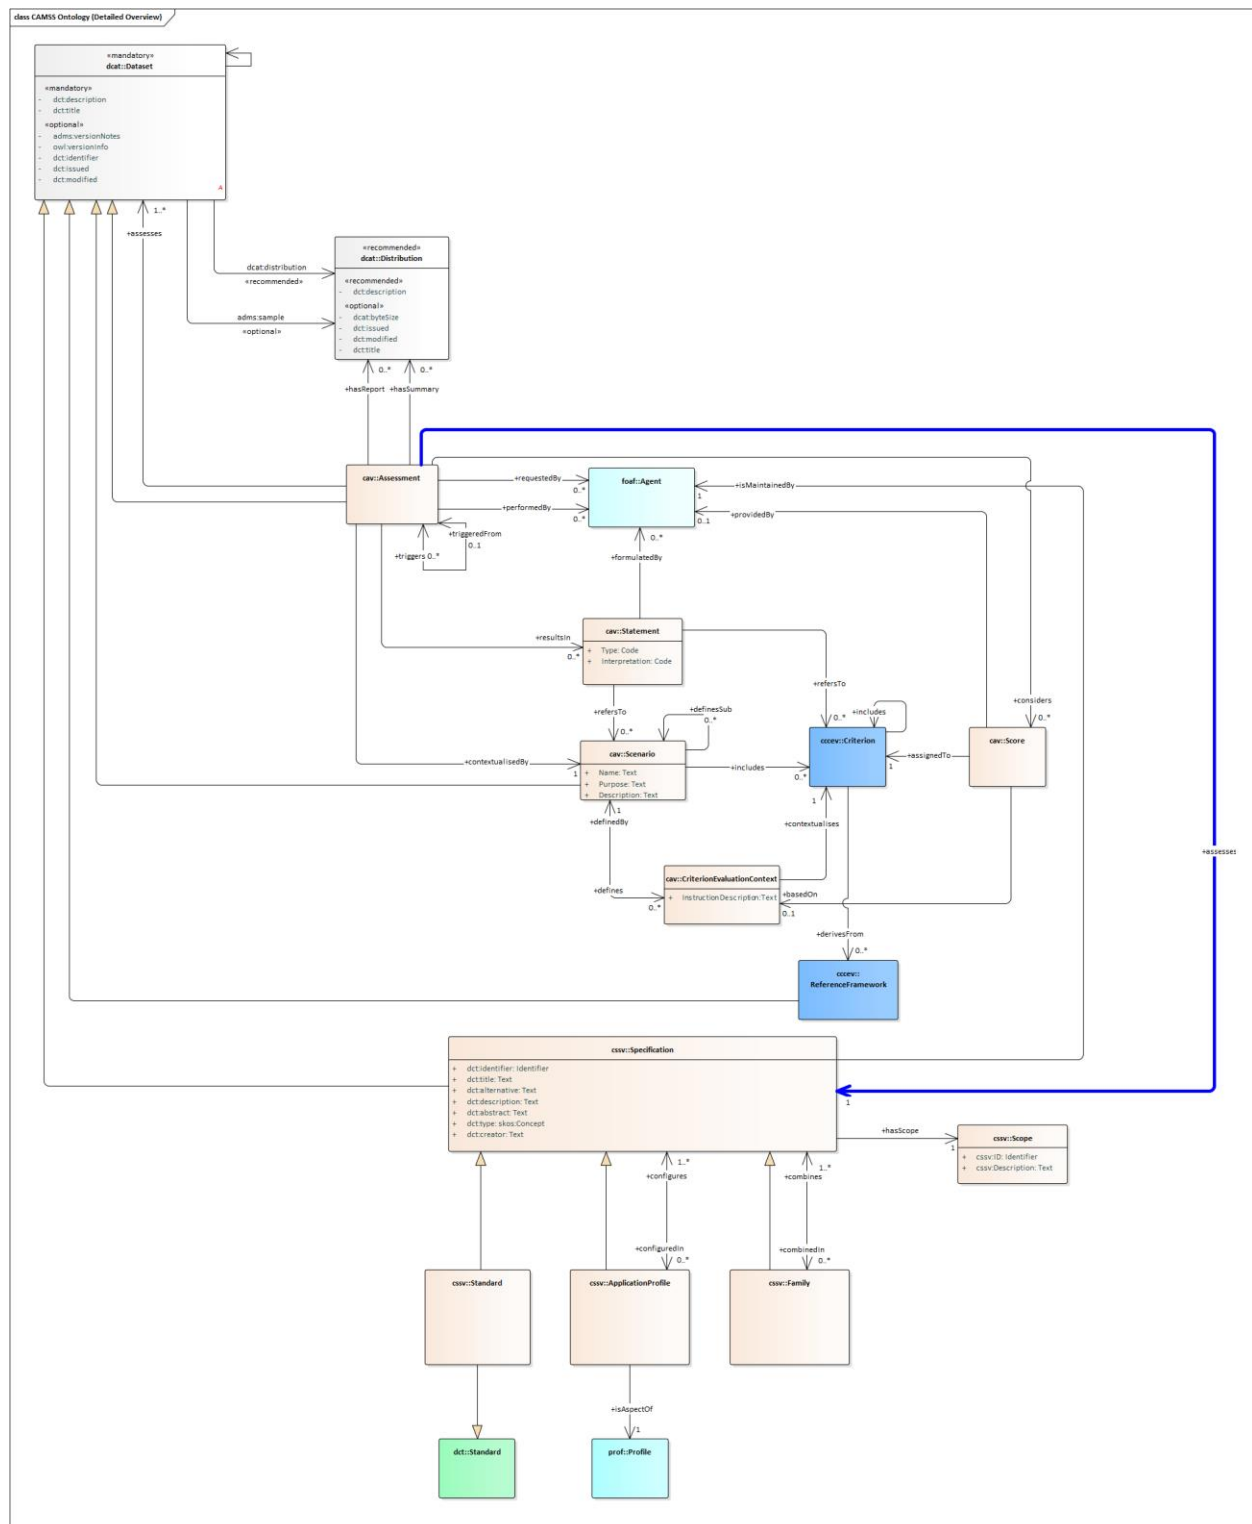 class CAMSS Ontology (Detailed Overview)
«mandatory»
dcat::Dataset
«mandatory»
- dct:description
- dct:title
«optional»
- adms:versionNotes
- owl:versionInfo
- dct:identifier
- dct:issued
- dct:modified
A
1..*
+assesses
«recommended»
dcat::Distribution
«recommended»
- dct:description
«optional»
- dcat:byteSize
- dct:issued
- dct:modified
- dct:title
dcat:distribution
«recommended»
adms:sample
«optional»
0..*
0..*
+hasReport
+hasSummary
cav::Assessment
+requestedBy
0..*
+performedBy
0..*
foaf::Agent
+isMaintainedBy
1
+providedBy
0..1
+triggeredFrom
0..1
+triggers 0..*
0..*
+formulatedBy
cav::Statement
+ Type: Code
+ Interpretation: Code
+resultsIn
0..*
+refersTo
0..*
+refersTo
0..*
+definesSub
0..*
+includes
+considers
0..*
cav::Scenario
+ Name: Text
+ Purpose: Text
+ Description: Text
+contextualisedBy
1
+includes
0..*
cccev::Criterion
+assignedTo
1
cav::Score
1
+definedBy
1
+contextualises
+assesses
cav::CriterionEvaluationContext
+ InstructionDescription:Text
+defines
0..*
+basedOn
0..1
+derivesFrom
0..*
cccev::
ReferenceFramework
cssv::Specification
+ dct:identifier: Identifier
+ dct:title: Text
+ dct:alternative: Text
+ dct:description: Text
+ dct:abstract: Text
+ dct:type: skos:Concept
+ dct:creator: Text
1
+hasScope
1
cssv::Scope
+ cssv:ID: Identifier
+ cssv:Description: Text
1..*
+configures
1..*
+combines
+configuredIn
0..*
+combinedIn
0..*
cssv::Standard
cssv::ApplicationProfile
cssv::Family
+isAspectOf
1
dct::Standard
prof::Profile